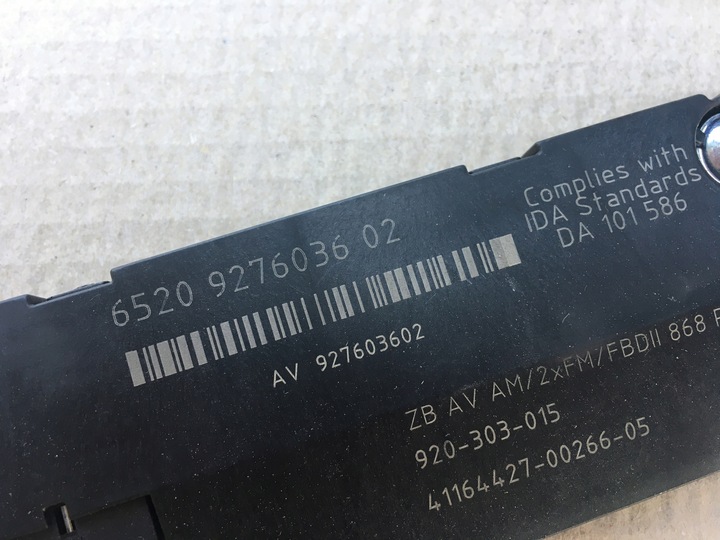 6520 9276036 02
AV 927603602
Complies with
IDA Standards
DA 101 586
ZB AV AM/2xFM/FBDII 868
920-303-015
41164427-00266-05